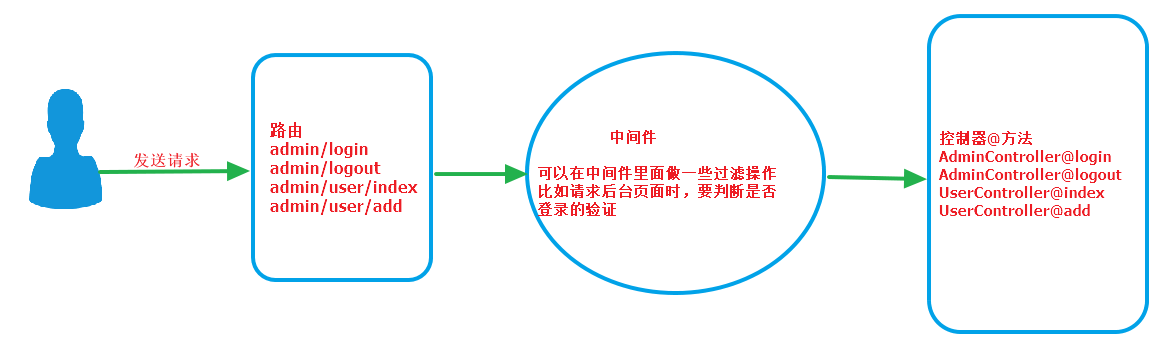 发送请求
路由
admin/login
admin/logout
admin/user/index
admin/user/add
中间件
可以在中间件里面做一些过滤操作
比如请求后台页面时，要判断是否
登录的验证
控制器@方法
AdminController@login
AdminController@logout
UserController@index
UserController@add